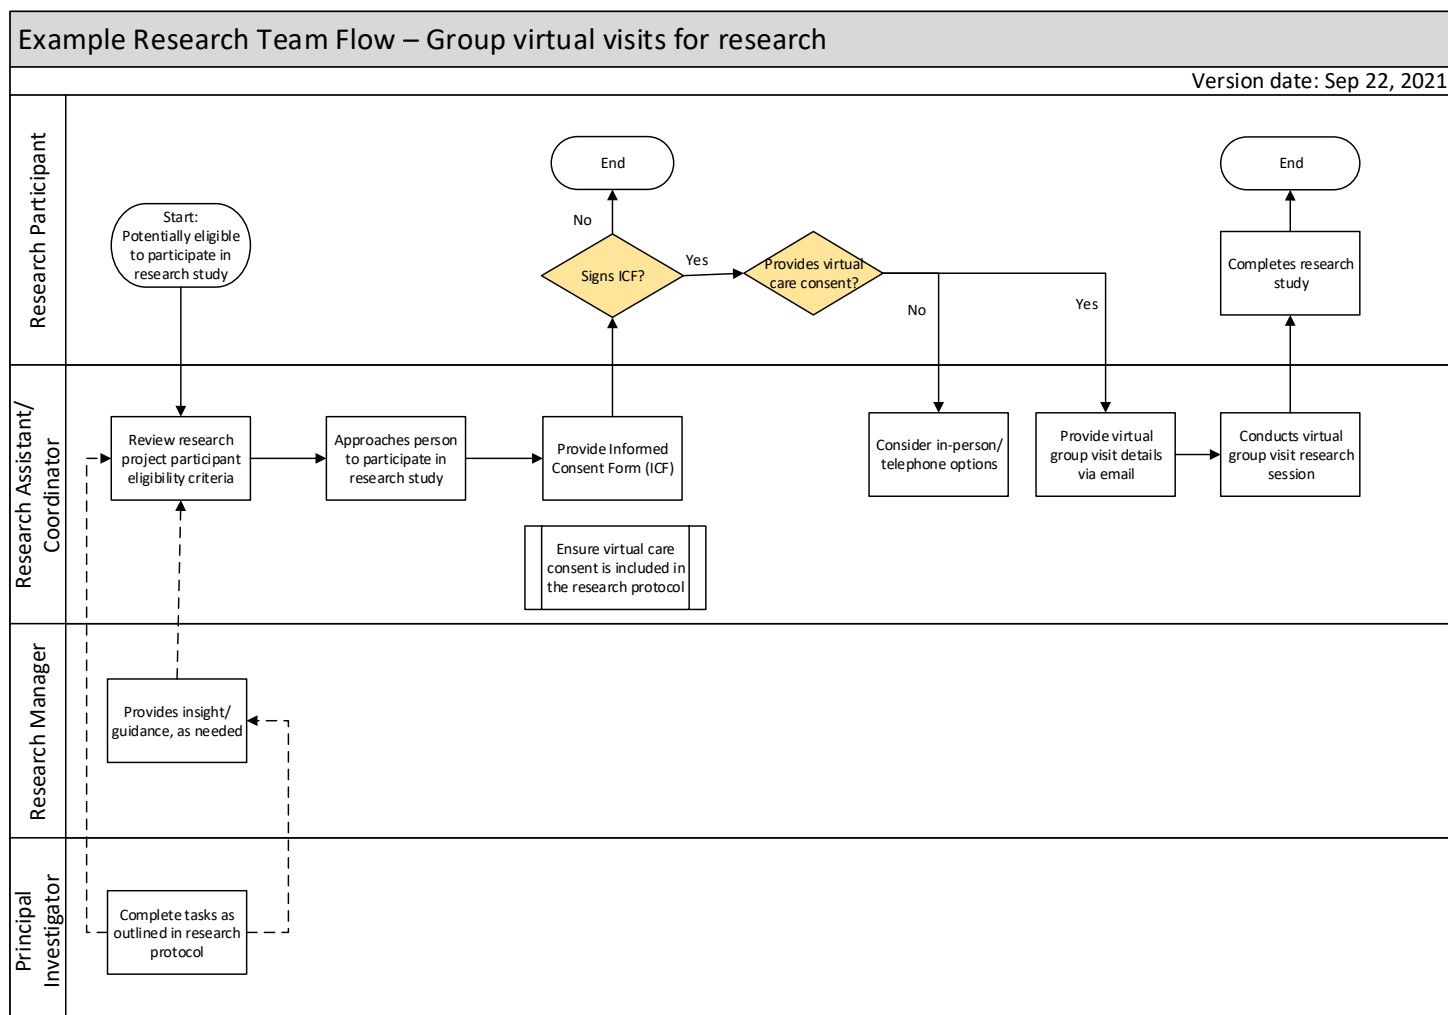 Example Research Team Flow – Group virtual visits for research
Version date: Sep 22, 2021
Research Participant
Start:
Potentially eligible
to participate in
research study
End
No
Signs ICF?
Yes
Provides virtual
care consent?
No
Yes
End
Completes research
study
Research Assistant/
Coordinator
Review research
project participant
eligibility criteria
Approaches person
to participate in
research study
Provide Informed
Consent Form (ICF)
Ensure virtual care
consent is included in
the research protocol
Consider in-person/
telephone options
Provide virtual
group visit details
via email
Conducts virtual
group visit research
session
Research Manager
Provides insight/
guidance, as needed
Principal
Investigator
Complete tasks as
outlined in research
protocol